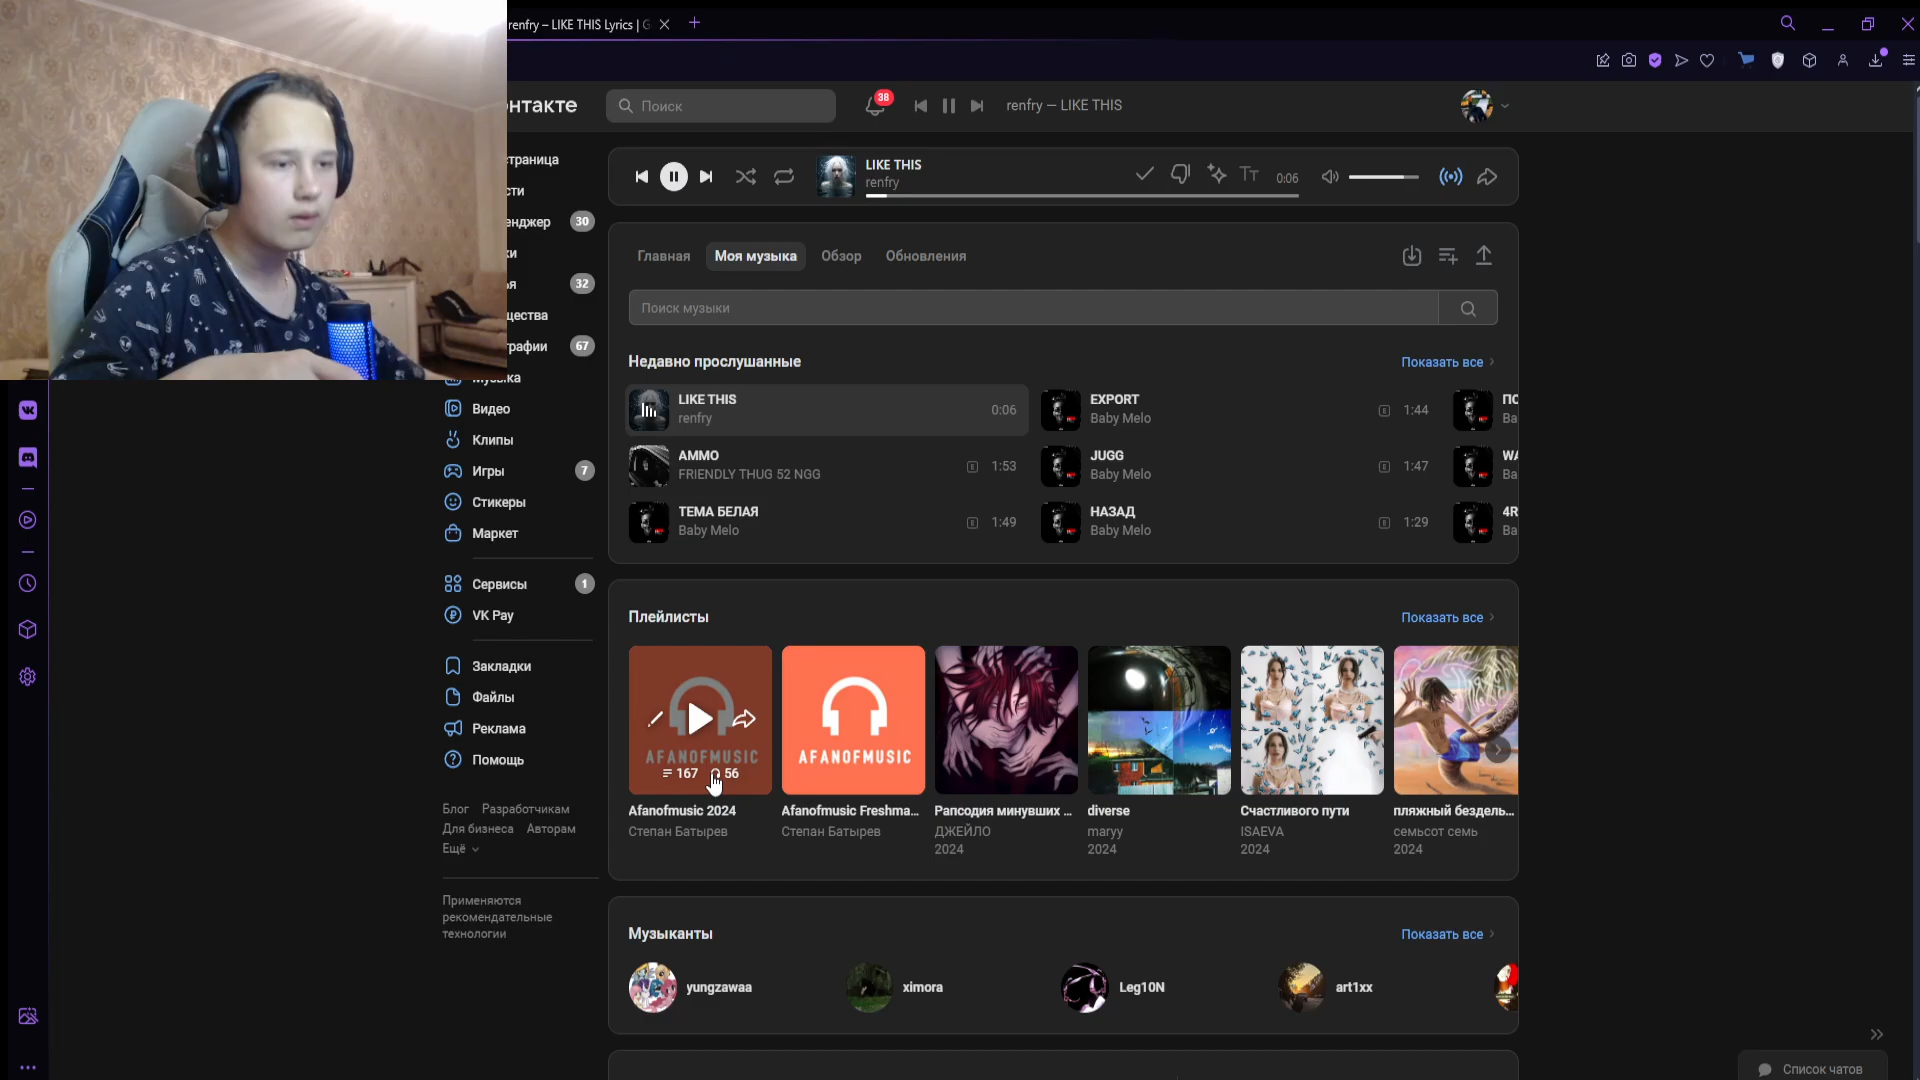 renfry – LIKE THIS Lyrics | G
нтакте
Поиск
38
renfry — LIKE THIS
LIKE THIS
renfry
Tт
0:06
Главная
Моя музыка
Обзор
Обновления
Поиск музыки
30
32
67
Видео
Клипы
Игры
7
Стикеры
Маркет
Сервисы
1
VK Pay
Закладки
Файлы
Реклама
Помощь
Блог Разработчикам
Для бизнеса Авторам
Ещё
Применяются
рекомендательные
технологии
Недавно прослушанные
Показать все
LIKE THIS
renfry
0:06
EXPORT
Baby Melo
E
1:44
AMMO
FRIENDLY THUG 52 NGG
E
1:53
JUGG
Baby Melo
E
1:47
ТЕМА БЕЛАЯ
Baby Melo
E
1:49
НАЗАД
Baby Melo
E
1:29
Плейлисты
Показать все
AFANOFMUSIC
167
56
Afanofmusic 2024
Степан Батырев
AFANOFMUSIC
Afanofmusic Freshma...
Степан Батырев
Рапсодия минувших ...
ДЖЕЙЛО
2024
diverse
maryy
2024
Счастливого пути
ISAEVA
2024
пляжный бездель...
семьсот семь
2024
Музыканты
Показать все
yungzawaa
ximora
Leg10N
art1xx
Список чатов